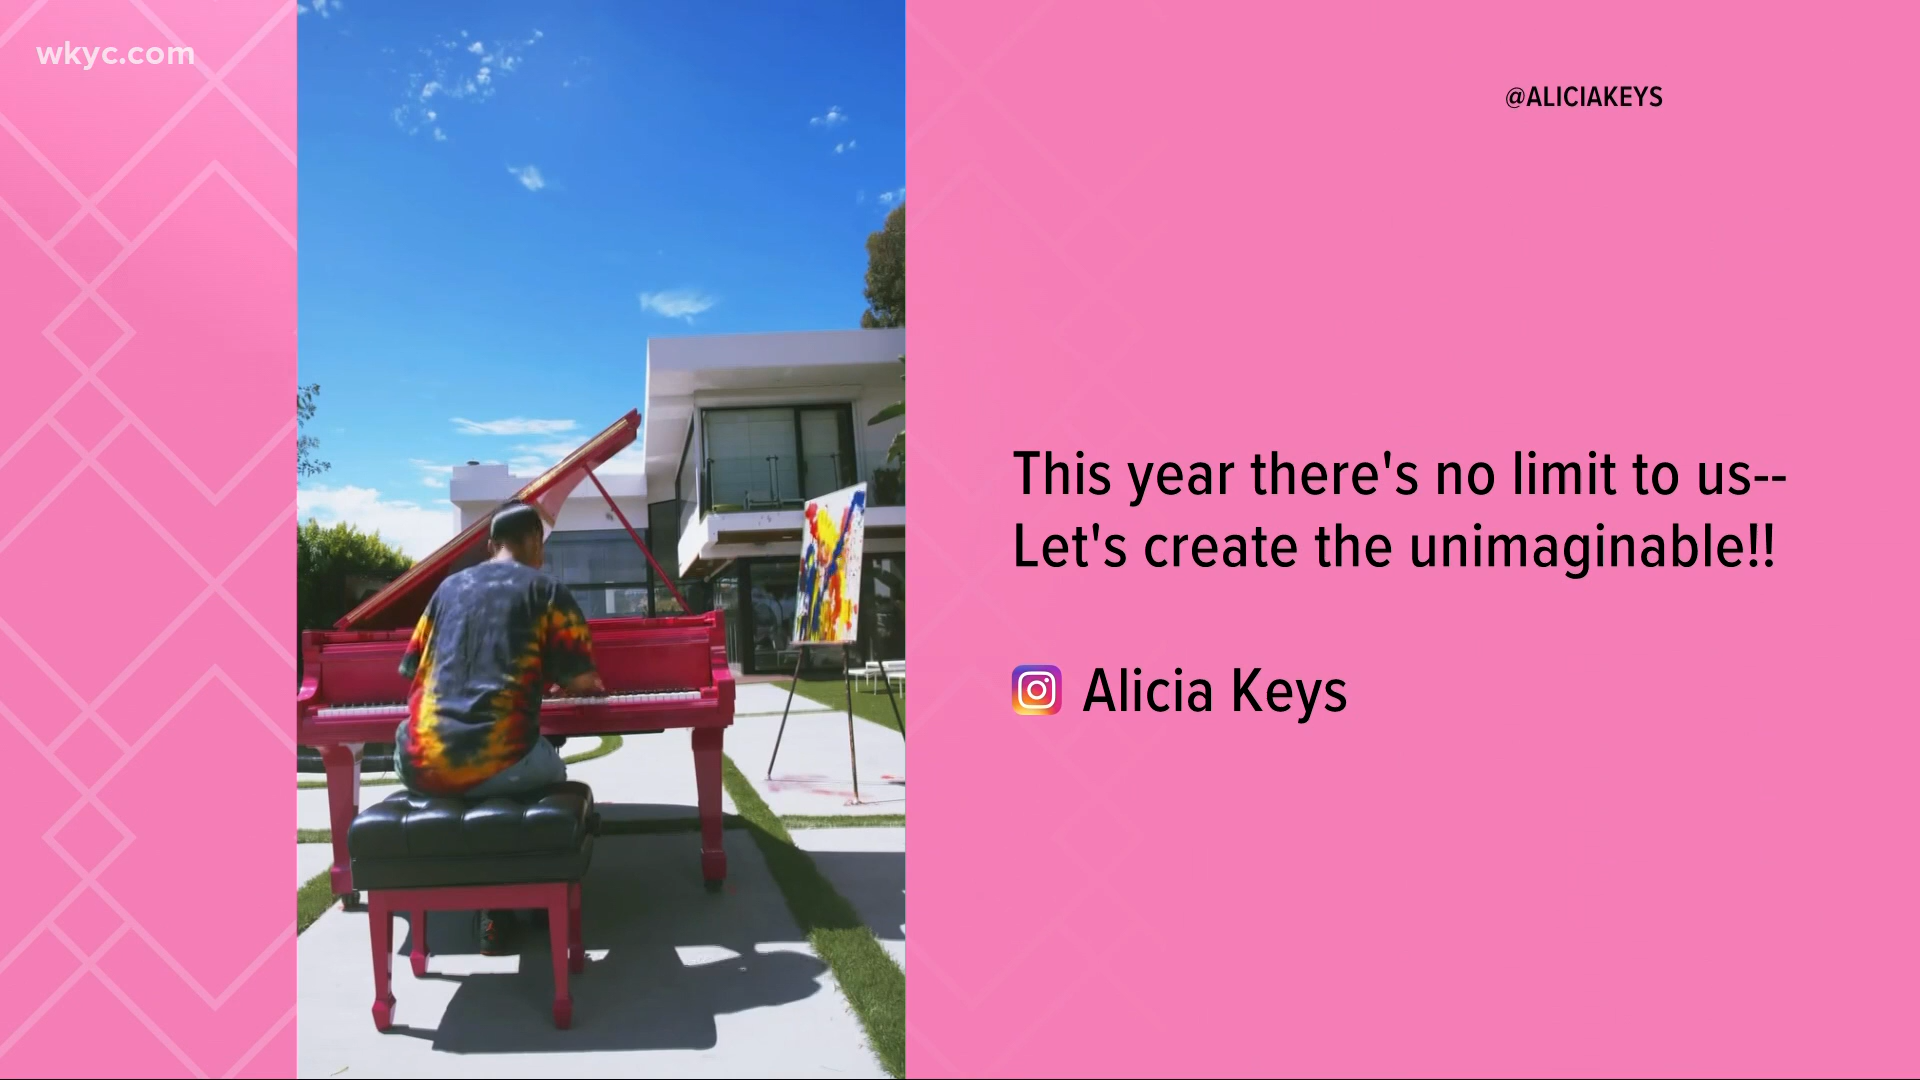 wkyc.com
@ALICIAKEYS
This year there's no limit to us--
Let's create the unimaginable!!
Alicia Keys